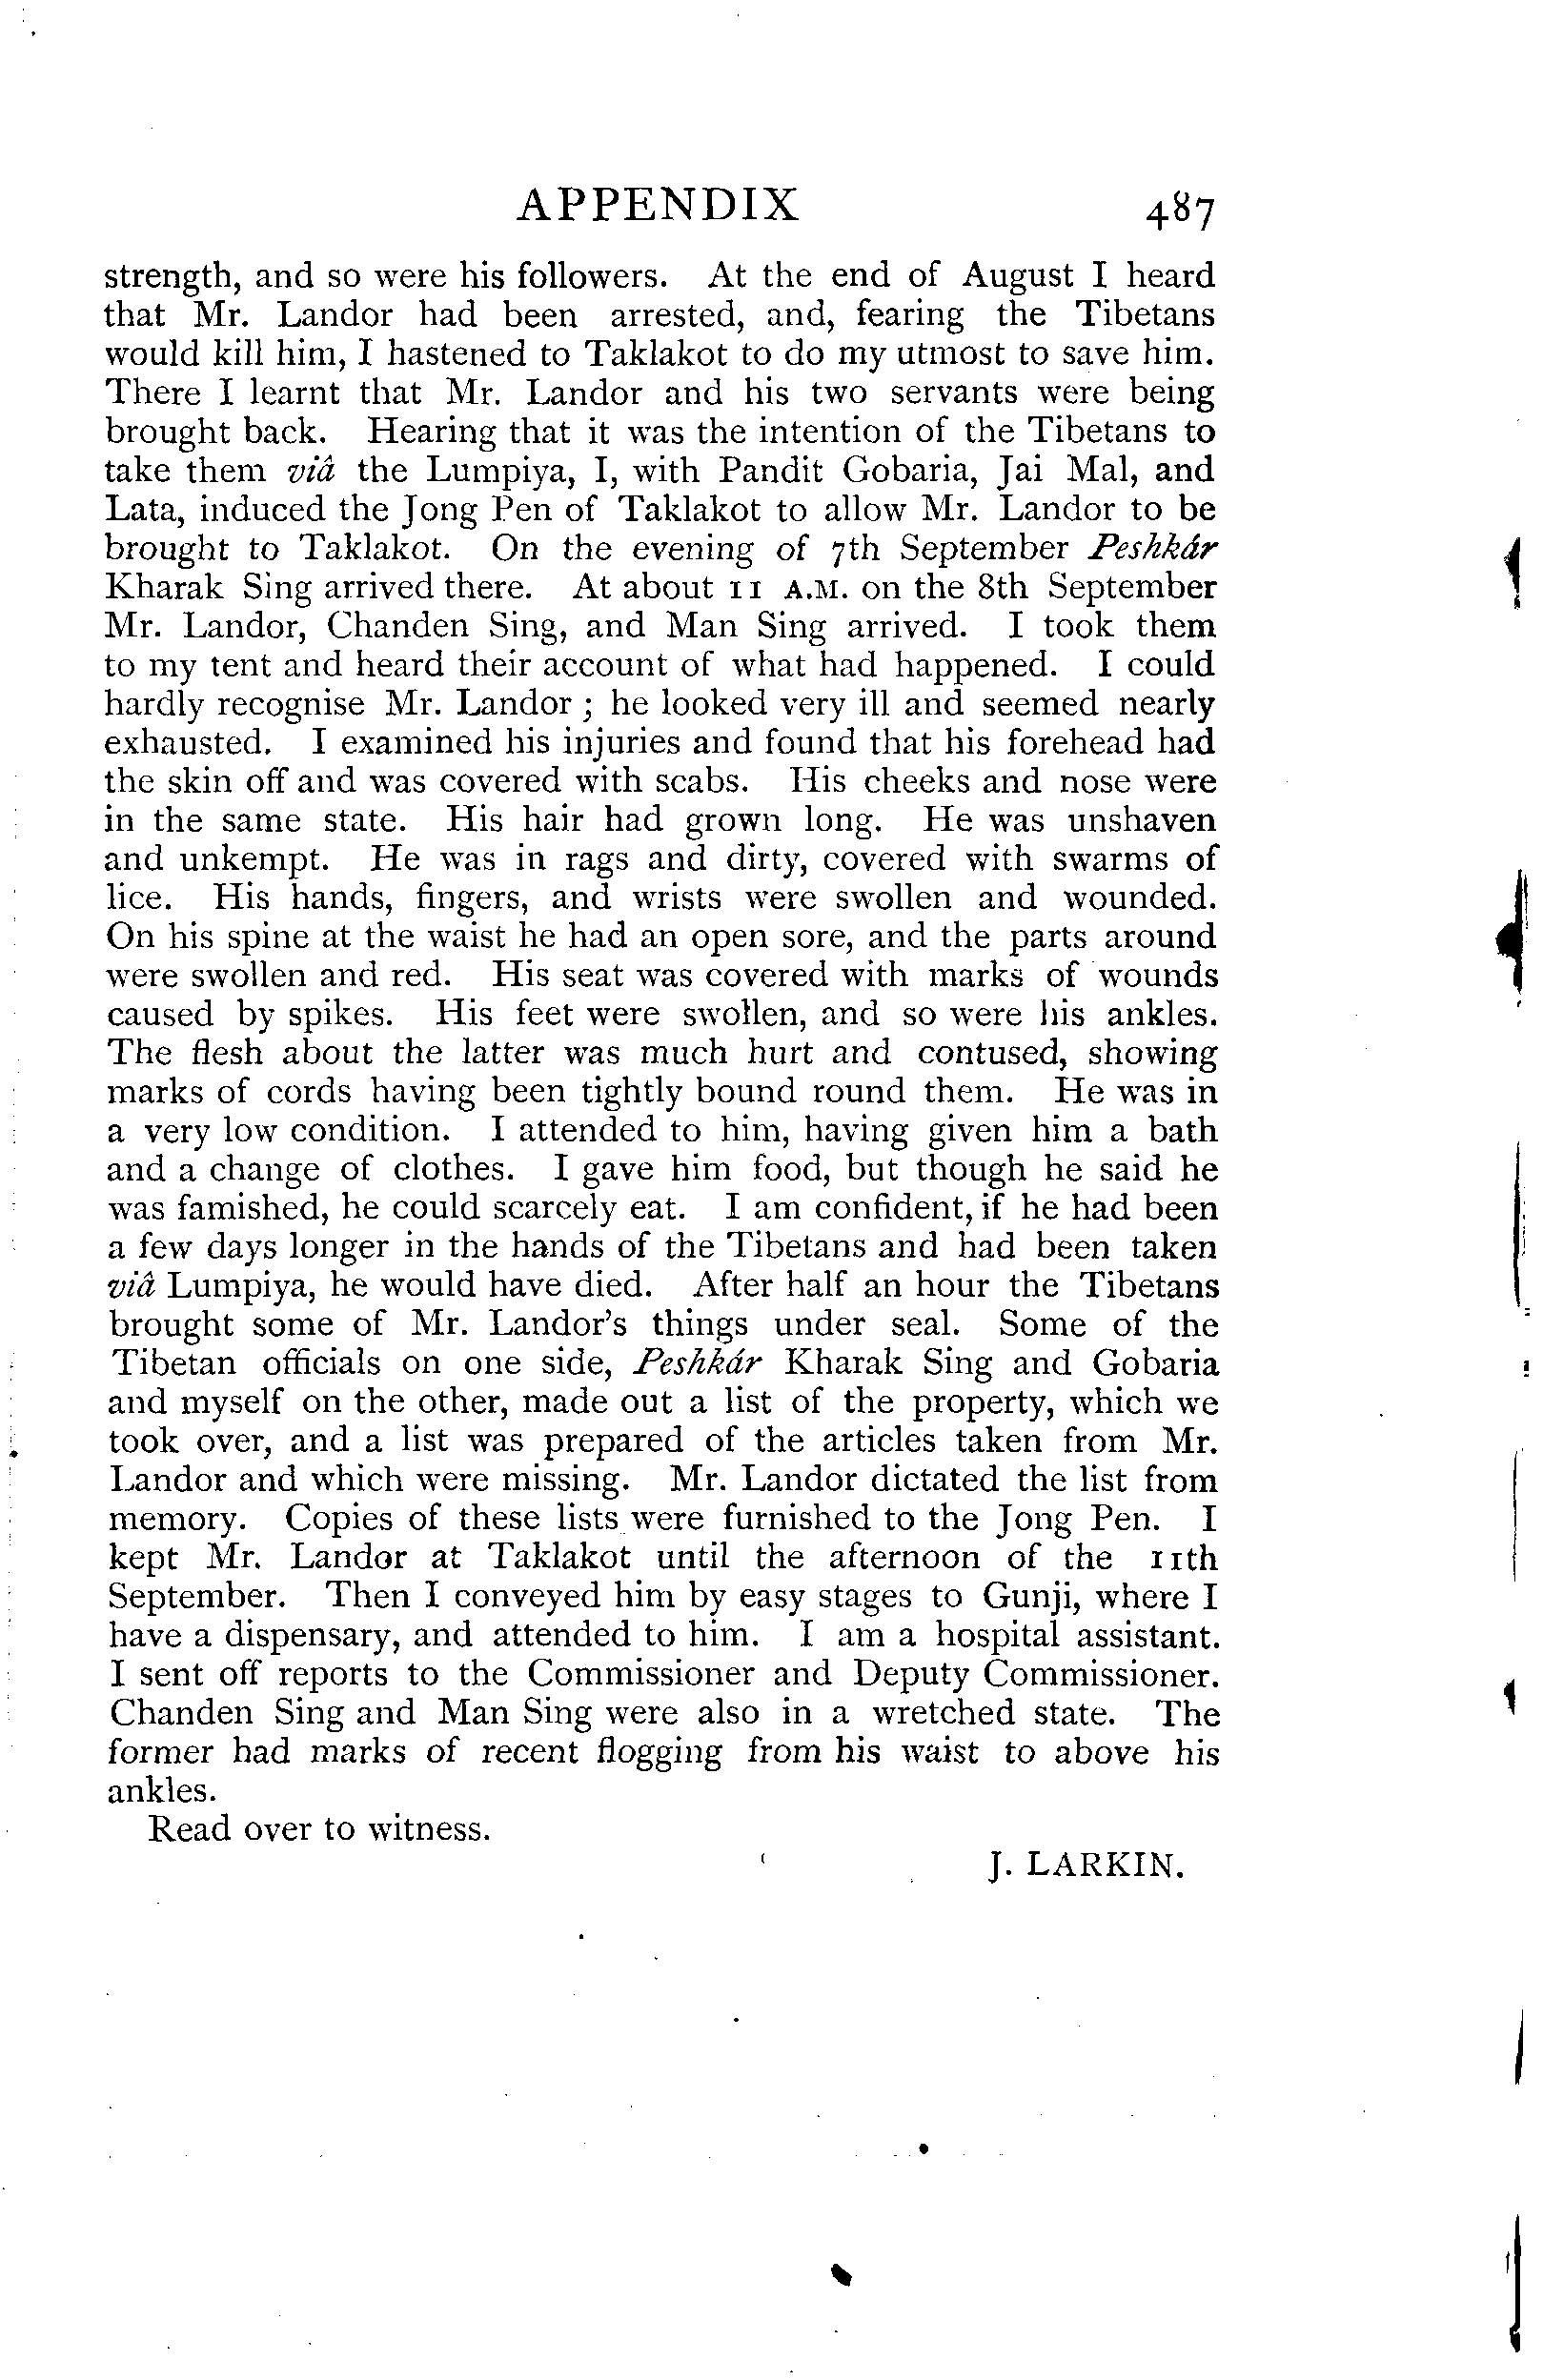 APPENDIX 487
strength, and so were his followers. At the end of August I heard
that Mr. Landor had been arrested, and, fearing the Tibetans
would kill him, I hastened to Taklakot to do my utmost to save him.
There I learnt that Mr. Landor and his two servants were being
brought back. Hearing that it was the intention of the Tibetans to
take them viâ the Lumpiya, I, with Pandit Gobaria, Jai Mal, and
Lata, induced the Jong Pen of Taklakot to allow Mr. Landor to be
brought to Taklakot. On the evening of 7th September Peshkár
Kharak Sing arrived there. At about 11 A.M. on the 8th September
Mr. Landor, Chanden Sing, and Man Sing arrived. I took them
to my tent and heard their account of what had happened. I could
hardly recognise Mr. Landor ; he looked very ill and seemed nearly
exhausted. I examined his injuries and found that his forehead had
the skin off and was covered with scabs. His cheeks and nose were
in the same state. His hair had grown long. He was unshaven
and unkempt. He was in rags and dirty, covered with swarms of
lice. His hands, fingers, and wrists were swollen and wounded.
On his spine at the waist he had an open sore, and the parts around
were swollen and red. His seat was covered with marks of wounds
caused by spikes. His feet were swollen, and so were his ankles.
The flesh about the latter was much hurt and contused, showing
marks of cords having been tightly bound round them. He was in
a very low condition. I attended to him, having given him a bath
and a change of clothes. I gave him food, but though he said he
was famished, he could scarcely eat. I am confident, if he had been
a few days longer in the hands of the Tibetans and had been taken
viâ Lumpiya, he would have died. After half an hour the Tibetans
brought some of Mr. Landor's things under seal. Some of the
Tibetan officials on one side, Peshkár Kharak Sing and Gobaria
and myself on the other, made out a list of the property, which we
took over, and a list was prepared of the articles taken from Mr.
Landor and which were missing. Mr. Landor dictated the list from
memory. Copies of these lists were furnished to the Jong Pen. I
kept Mr. Landor at Taklakot until the afternoon of the 11th
September. Then I conveyed him by easy stages to Gunji, where I
have a dispensary, and attended to him. I am a hospital assistant.
I sent off reports to the Commissioner and Deputy Commissioner.
Chanden Sing and Man Sing were also in a wretched state. The
former had marks of recent flogging from his waist to above his
ankles.
Read over to witness.
J. LARKIN.